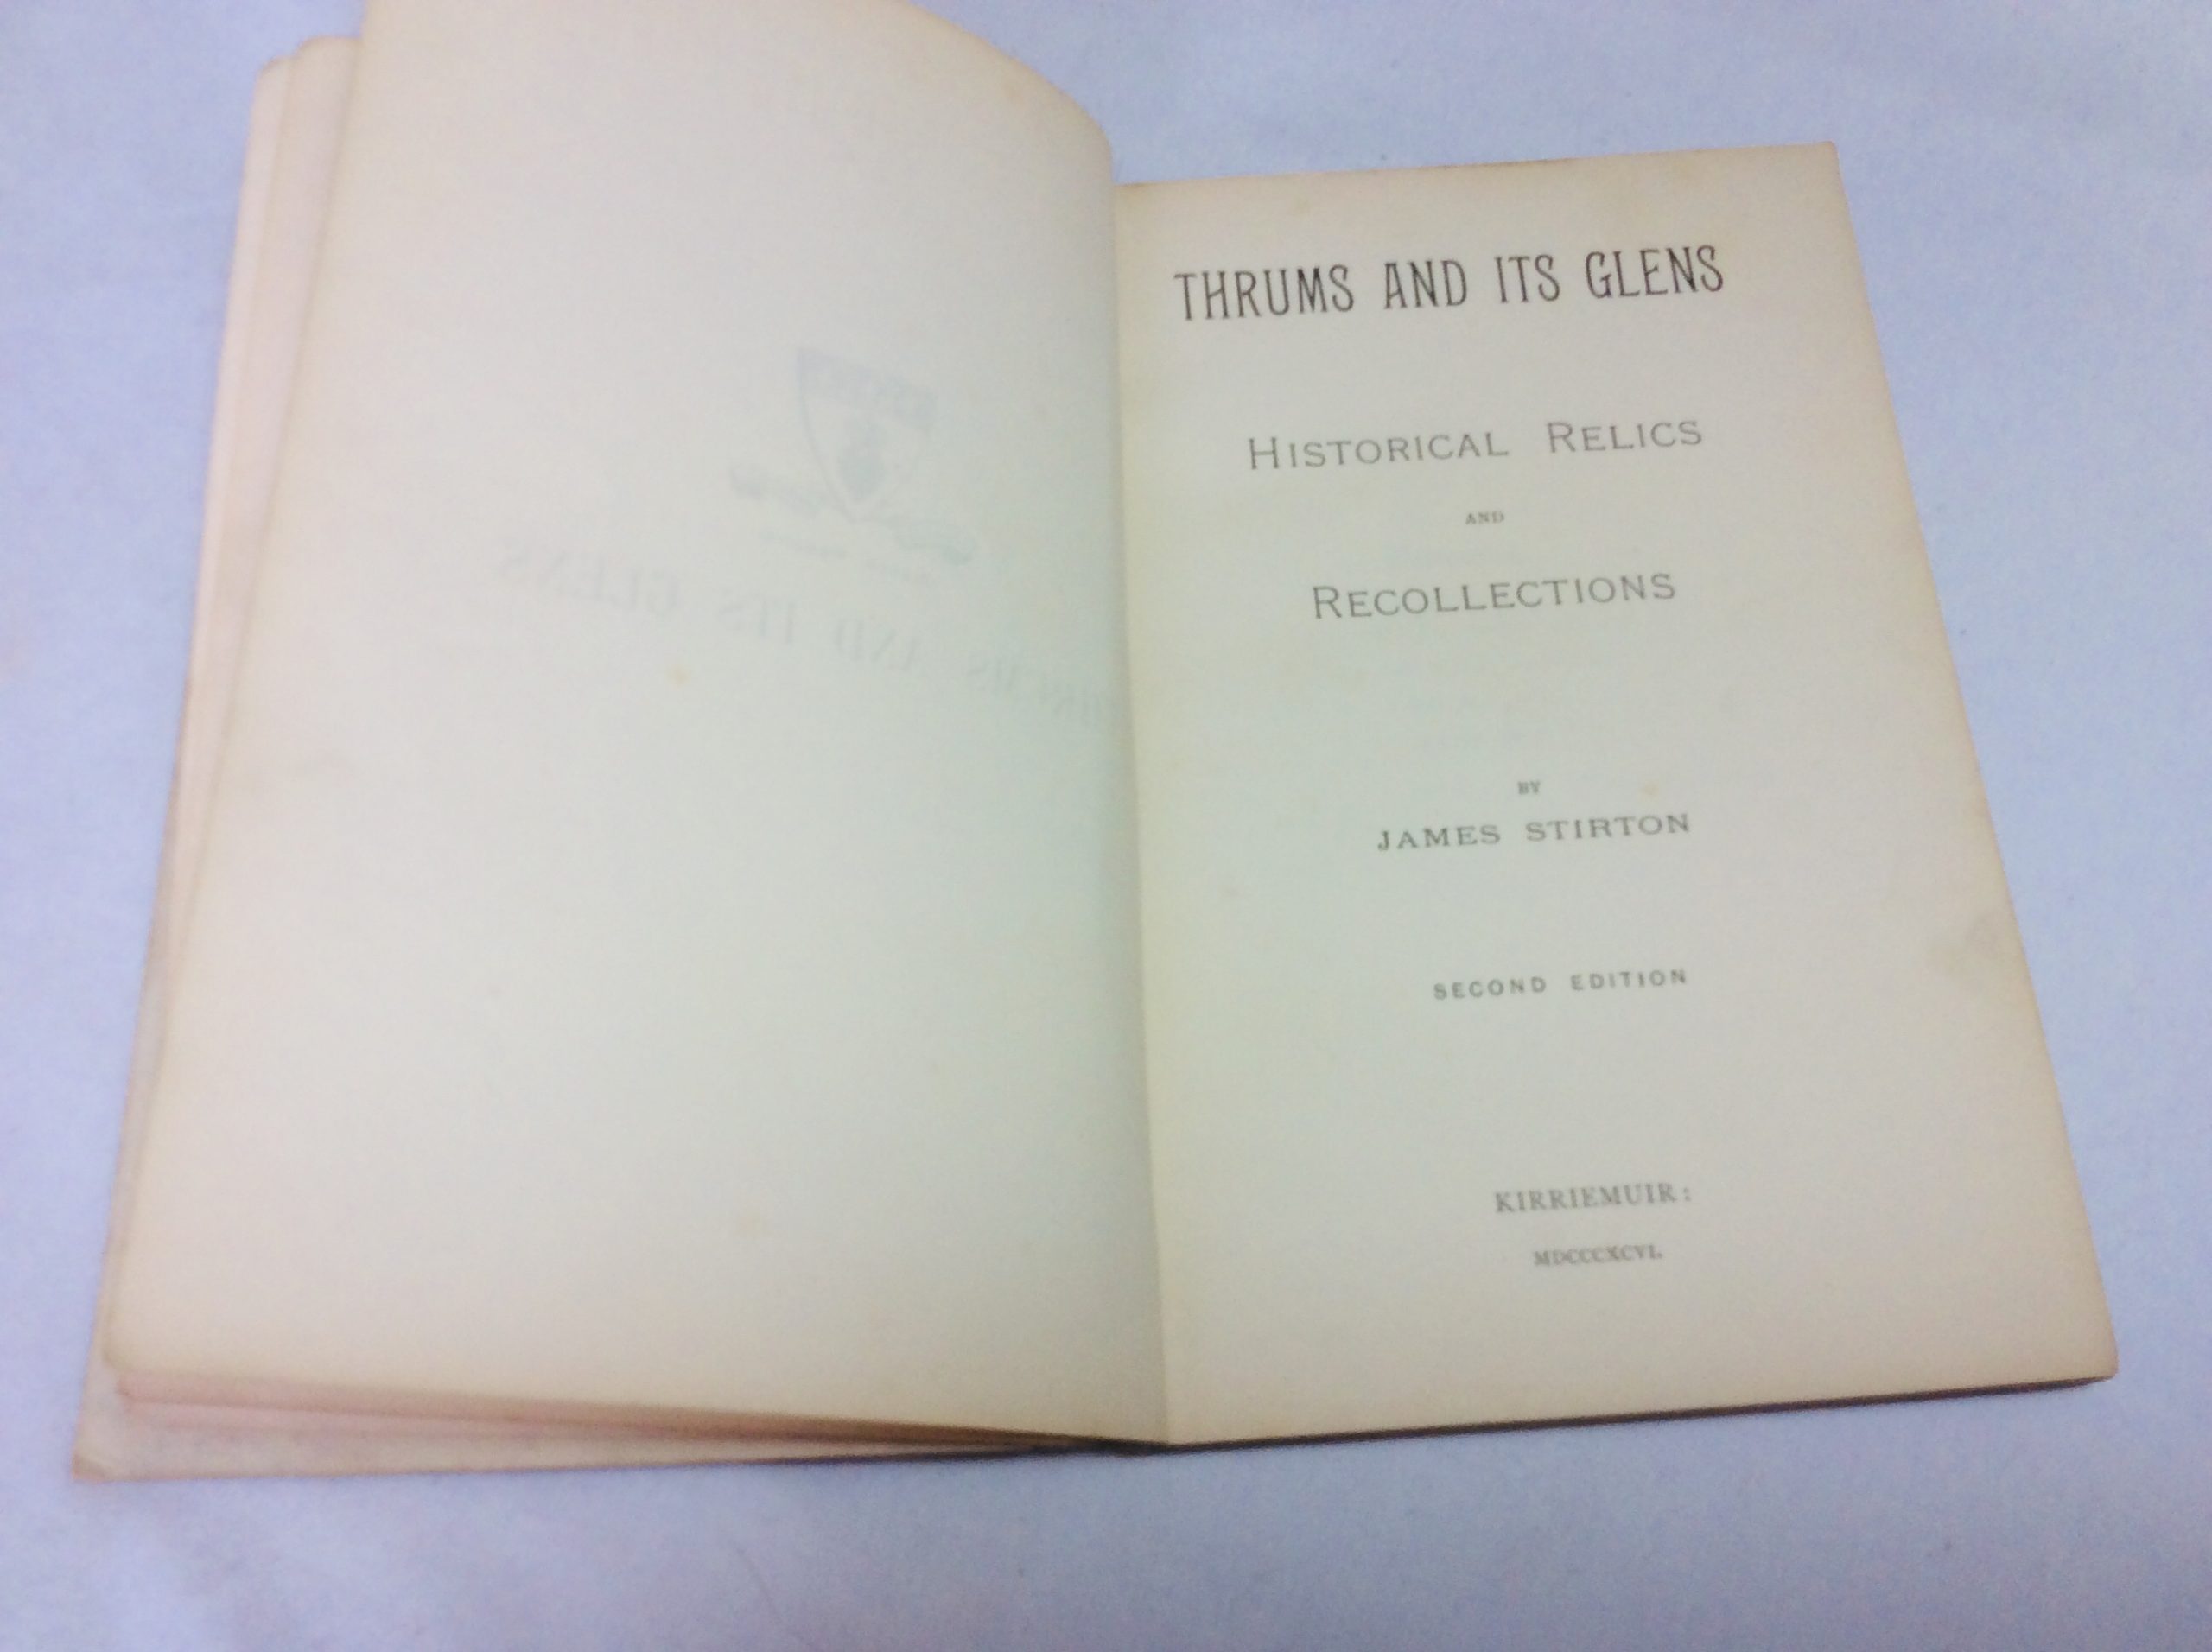 THRUMS AND ITS GLENS
HISTORICAL RELICS
AND
RECOLLECTIONS
BY
JAMES STIRTON
SECOND EDITION
KIRRIEMUIR:
MDCCCXCVI.